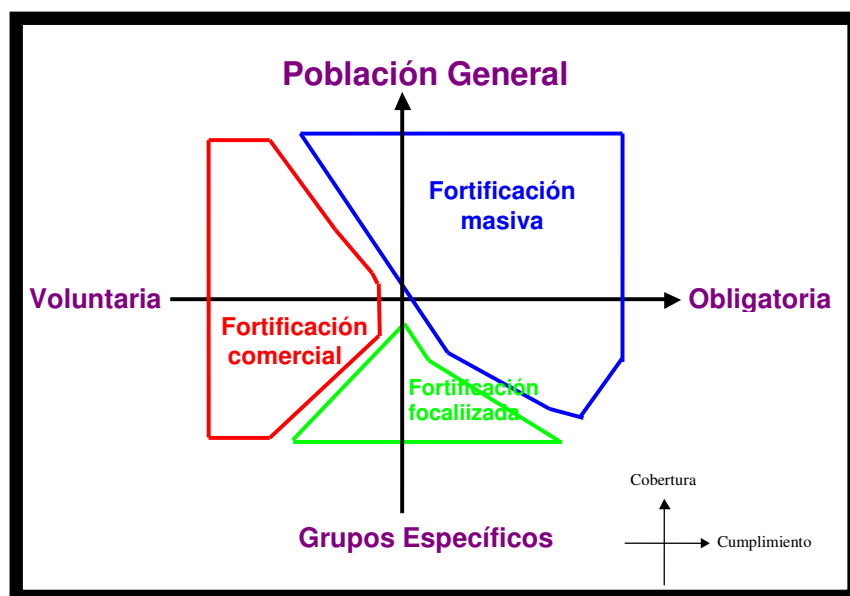 Población General
Fortificación
masiva
Voluntaria
Obligatoria
Fortificación
comercial
Fortificación
focaliizada
Cobertura
Cumplimiento
Grupos Específicos